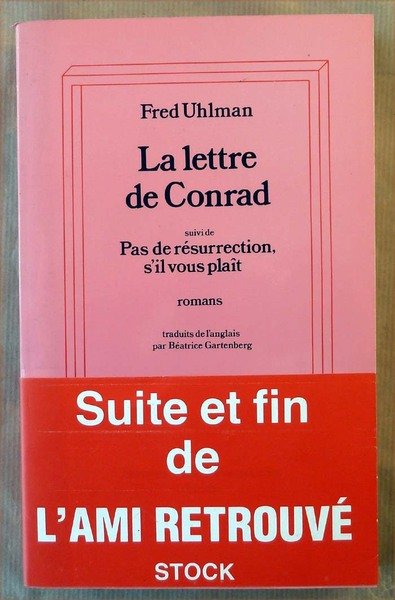 Fred Uhlman
La lettre
de Conrad
suivi de
Pas de résurrection,
s'il vous plaît
romans
traduits de l'anglais
par Béatrice Gartenberg
Suite et fin
de
L'AMI RETROUVÉ
STOCK